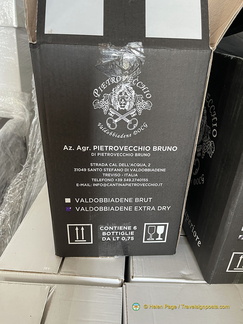 PIETROVECCHIO
Valdobbiadene DOCG
Az. Agr. PIETROVECCHIO BRUNO
DI PIETROVECCHIO BRUNO
STRADA CAL DELL'ACQUA, 2
31049 SANTO STEFANO DI VALDOBBIADENE
TREVISO - ITALIA
E-MAIL: INFO@CANTINAPIETROVECCHIO.IT
VALDOBBIADENE BRUT
VALDOBBIADENE EXTRA DRY
CONTIENE 6
BOTTIGLIE
DA LT 0,75
© Helen Page / Travelsignposts.com